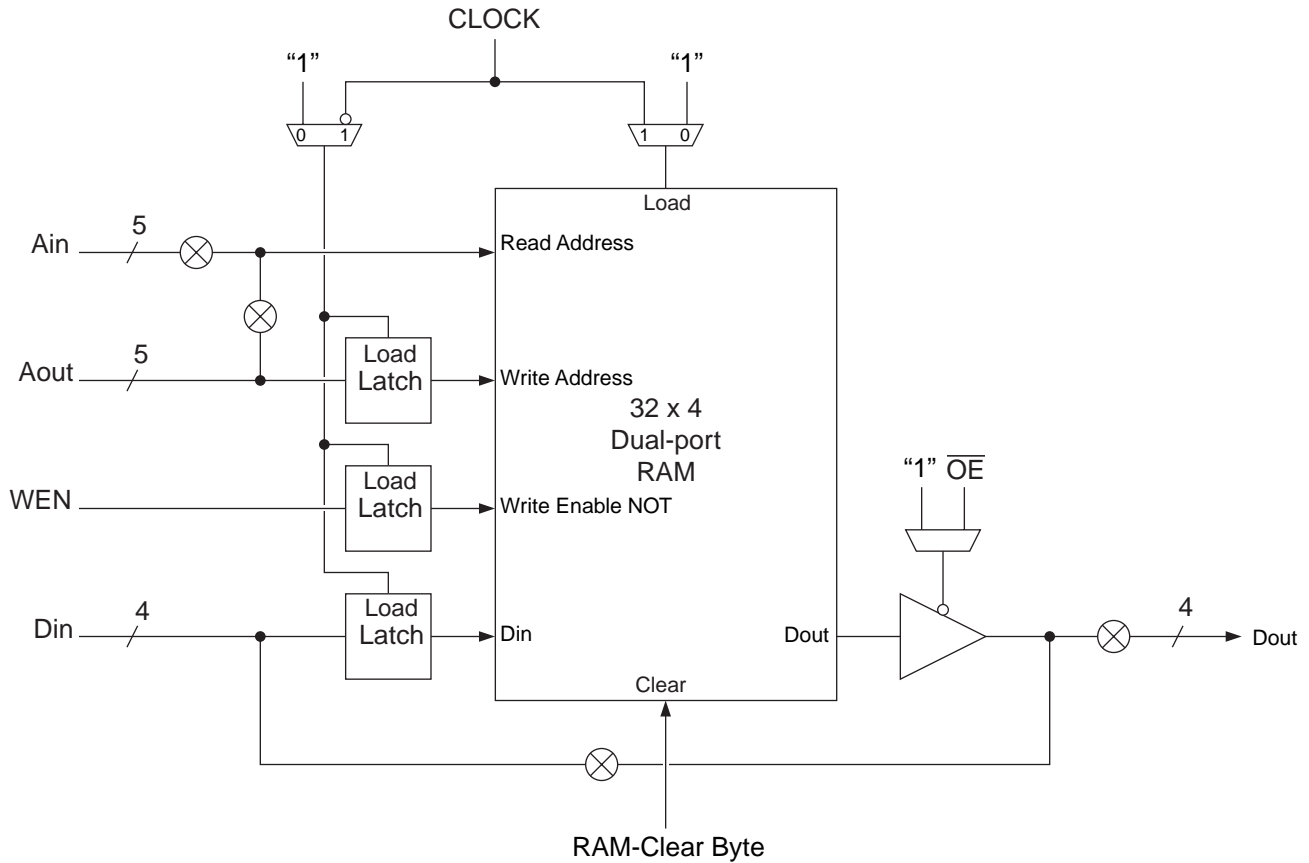 CLOCK
“1”
“1”
0 1
1 0
Load
Ain
5
Read Address
Aout
5
Load
Latch
Write Address
32 x 4
Dual-port
RAM
WEN
Load
Latch
Write Enable NOT
“1” OE
Din
4
Load
Latch
Din
Dout
4
Dout
Clear
RAM-Clear Byte